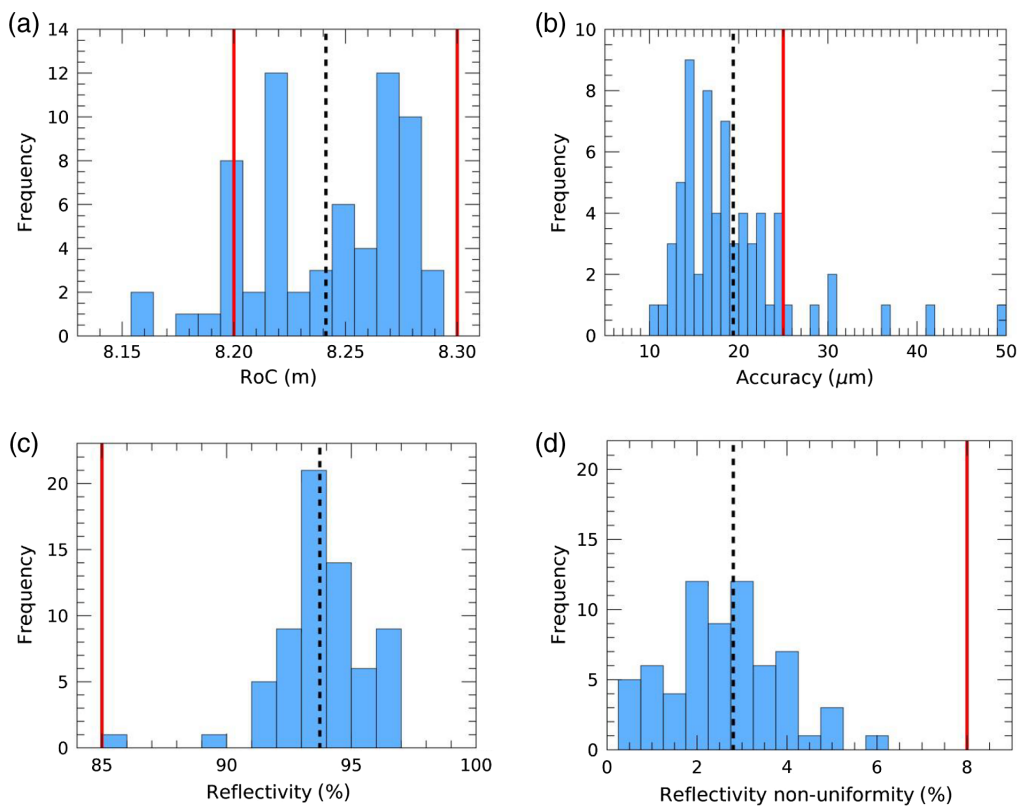 (a)
14
12
10
8
6
4
2
0
Frequency
8.15 8.20 8.25 8.30
RoC (m)
(b)
10
8
6
4
2
0
Frequency
10 20 30 40 50
Accuracy (μm)
(c)
20
15
10
5
0
Frequency
85 90 95 100
Reflectivity (%)
(d)
20
15
10
5
0
Frequency
0 2 4 6 8
Reflectivity non-uniformity (%)